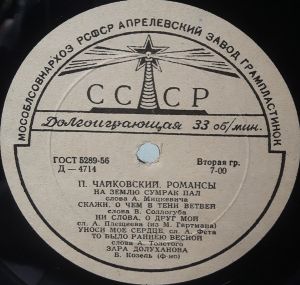 МОСОБЛСОВНАРХОЗ РСФСР АПРЕЛЕВСКИЙ ЗАВОД ГРАМПЛАСТИНОК
СССР
Долгоиграющая 33 об/мин.
ГОСТ 5289-56 Вторая гр.
Д — 4714 7-00
П. ЧАЙКОВСКИЙ. РОМАНСЫ
НА ЗЕМЛЮ СУМРАК ПАЛ
слова А. Мицкевича
СКАЖИ, О ЧЕМ В ТЕНИ ВЕТВЕЙ
слова В. Соллогуба
НИ СЛОВА, О ДРУГ МОЙ
сл. А. Плещеева (из М. Гартмана)
УНОСИ МОЕ СЕРДЦЕ, сл. А. Фета
ТО БЫЛО РАННЕЮ ВЕСНОЙ
сл. А. Толстого
ЗАРА ДОЛУХАНОВА
Б. Козель (ф-но)